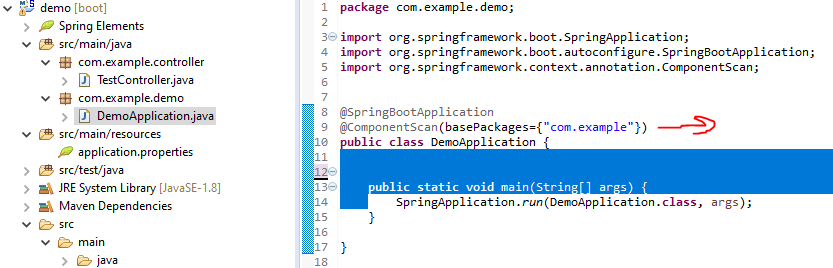 demo [boot]
Spring Elements
src/main/java
com.example.controller
TestController.java
com.example.demo
DemoApplication.java
src/main/resources
application.properties
src/test/java
JRE System Library [JavaSE-1.8]
Maven Dependencies
src
main
java
1 package com.example.demo;
2
3 import org.springframework.boot.SpringApplication;
4 import org.springframework.boot.autoconfigure.SpringBootApplication;
5 import org.springframework.context.annotation.ComponentScan;
6
7
8 @SpringBootApplication
9 @ComponentScan(basePackages={"com.example"})
10 public class DemoApplication {
11
12
13 public static void main(String[] args) {
14 SpringApplication.run(DemoApplication.class, args);
15 }
16
17 }
18